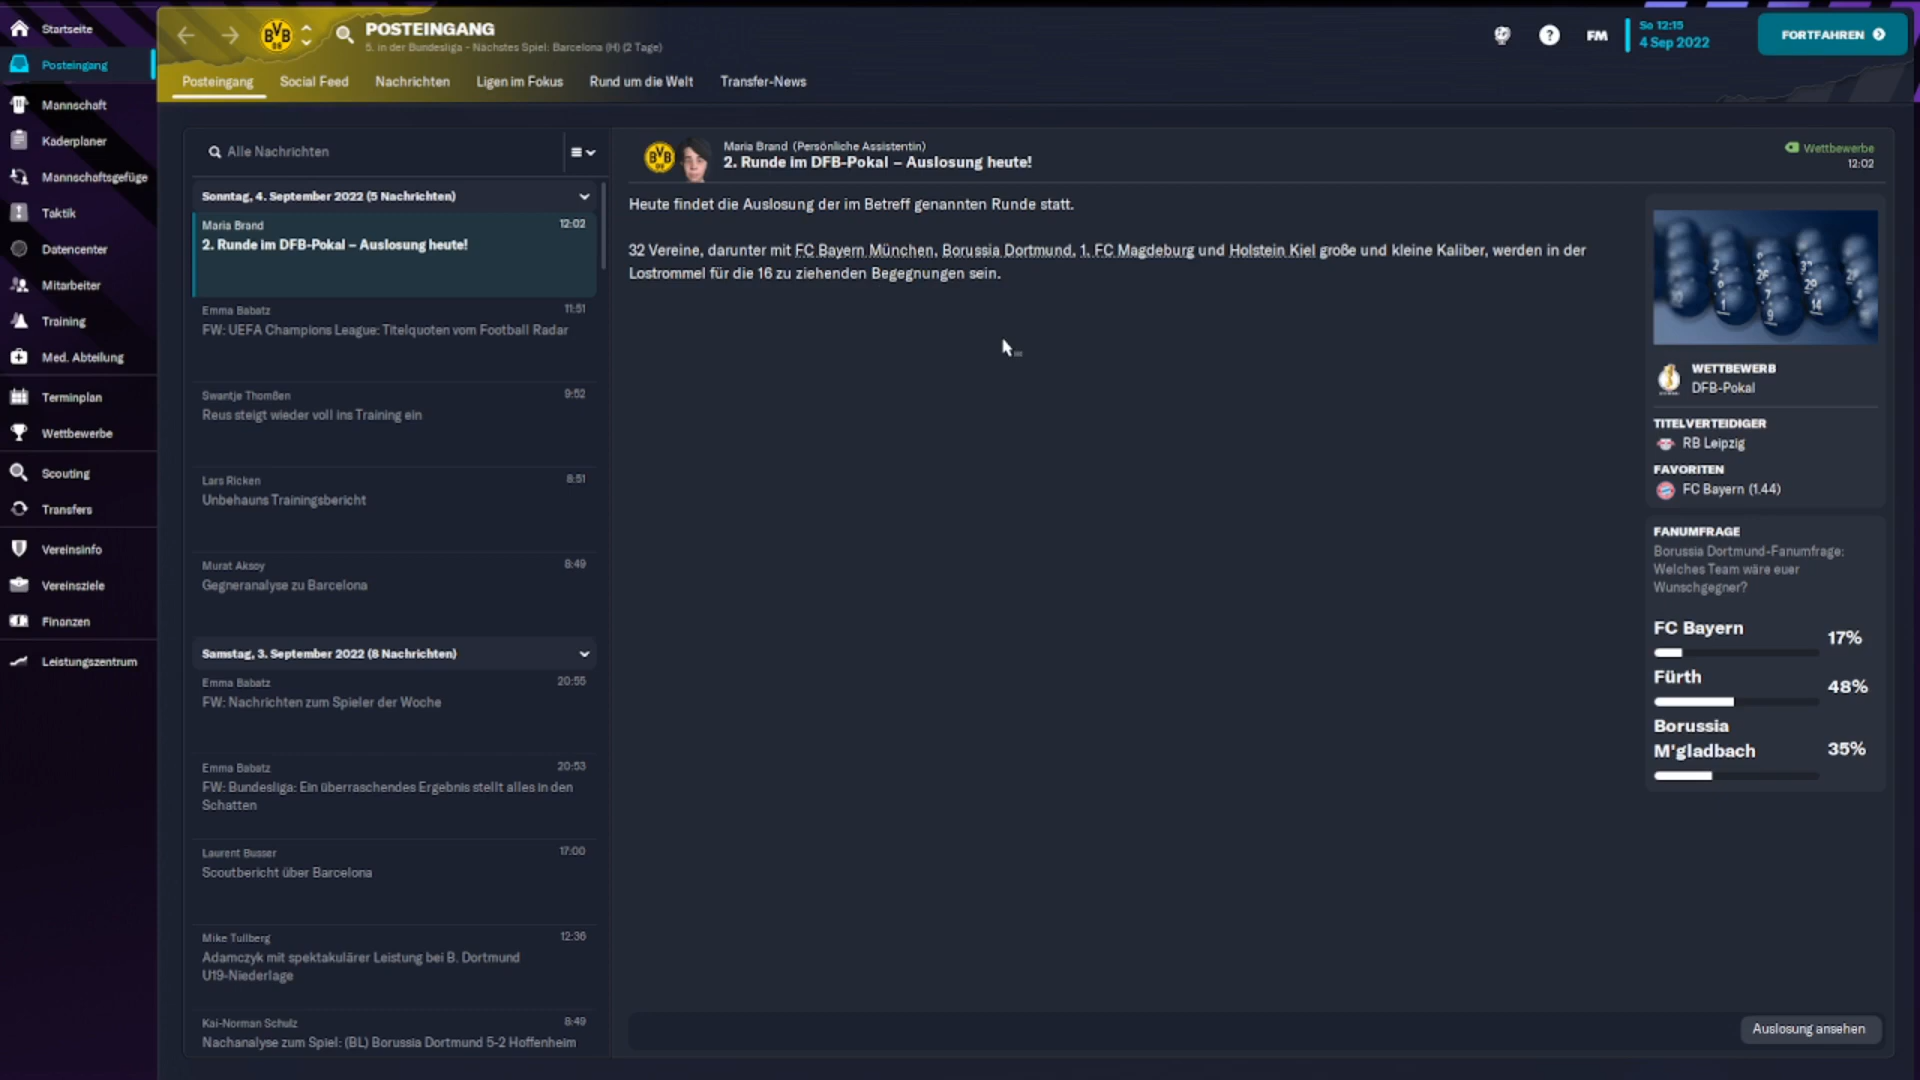 Startseite
Posteingang
Mannschaft
Kaderplaner
Mannschaftsgefüge
Taktik
Datencenter
Mitarbeiter
Training
Med. Abteilung
Terminplan
Wettbewerbe
Scouting
Transfers
Vereinsinfo
Vereinsziele
Finanzen
Leistungszentrum
BVB
09
POSTEINGANG
5. in der Bundesliga - Nächstes Spiel: Barcelona (H) (2 Tage)
FM
So 12:15
4 Sep 2022
FORTFAHREN
Posteingang
Social Feed
Nachrichten
Ligen im Fokus
Rund um die Welt
Transfer-News
Alle Nachrichten
Sonntag, 4. September 2022 (5 Nachrichten)
Maria Brand 12:02
2. Runde im DFB-Pokal – Auslosung heute!
Emma Babatz 11:51
FW: UEFA Champions League: Titelquoten vom Football Radar
Swantje Thomßen 9:52
Reus steigt wieder voll ins Training ein
Lars Ricken 8:51
Unbehauns Trainingsbericht
Murat Aksoy 8:49
Gegneranalyse zu Barcelona
Samstag, 3. September 2022 (8 Nachrichten)
Emma Babatz 20:55
FW: Nachrichten zum Spieler der Woche
Emma Babatz 20:53
FW: Bundesliga: Ein überraschendes Ergebnis stellt alles in den
Schatten
Laurent Busser 17:00
Scoutbericht über Barcelona
Mike Tullberg 12:36
Adamczyk mit spektakulärer Leistung bei B. Dortmund
U19-Niederlage
Kai-Norman Schulz 8:49
Nachanalyse zum Spiel: (BL) Borussia Dortmund 5-2 Hoffenheim
BVB
09
Maria Brand (Persönliche Assistentin)
2. Runde im DFB-Pokal – Auslosung heute!
Wettbewerbe
12:02
Heute findet die Auslosung der im Betreff genannten Runde statt.
32 Vereine, darunter mit FC Bayern München, Borussia Dortmund, 1. FC Magdeburg und Holstein Kiel große und kleine Kaliber, werden in der
Lostrommel für die 16 zu ziehenden Begegnungen sein.
WETTBEWERB
DFB-Pokal
TITELVERTEIDIGER
RB Leipzig
FAVORITEN
FC Bayern (1.44)
FANUMFRAGE
Borussia Dortmund-Fanumfrage:
Welches Team wäre euer
Wunschgegner?
FC Bayern 17%
Fürth 48%
Borussia
M'gladbach 35%
Auslosung ansehen